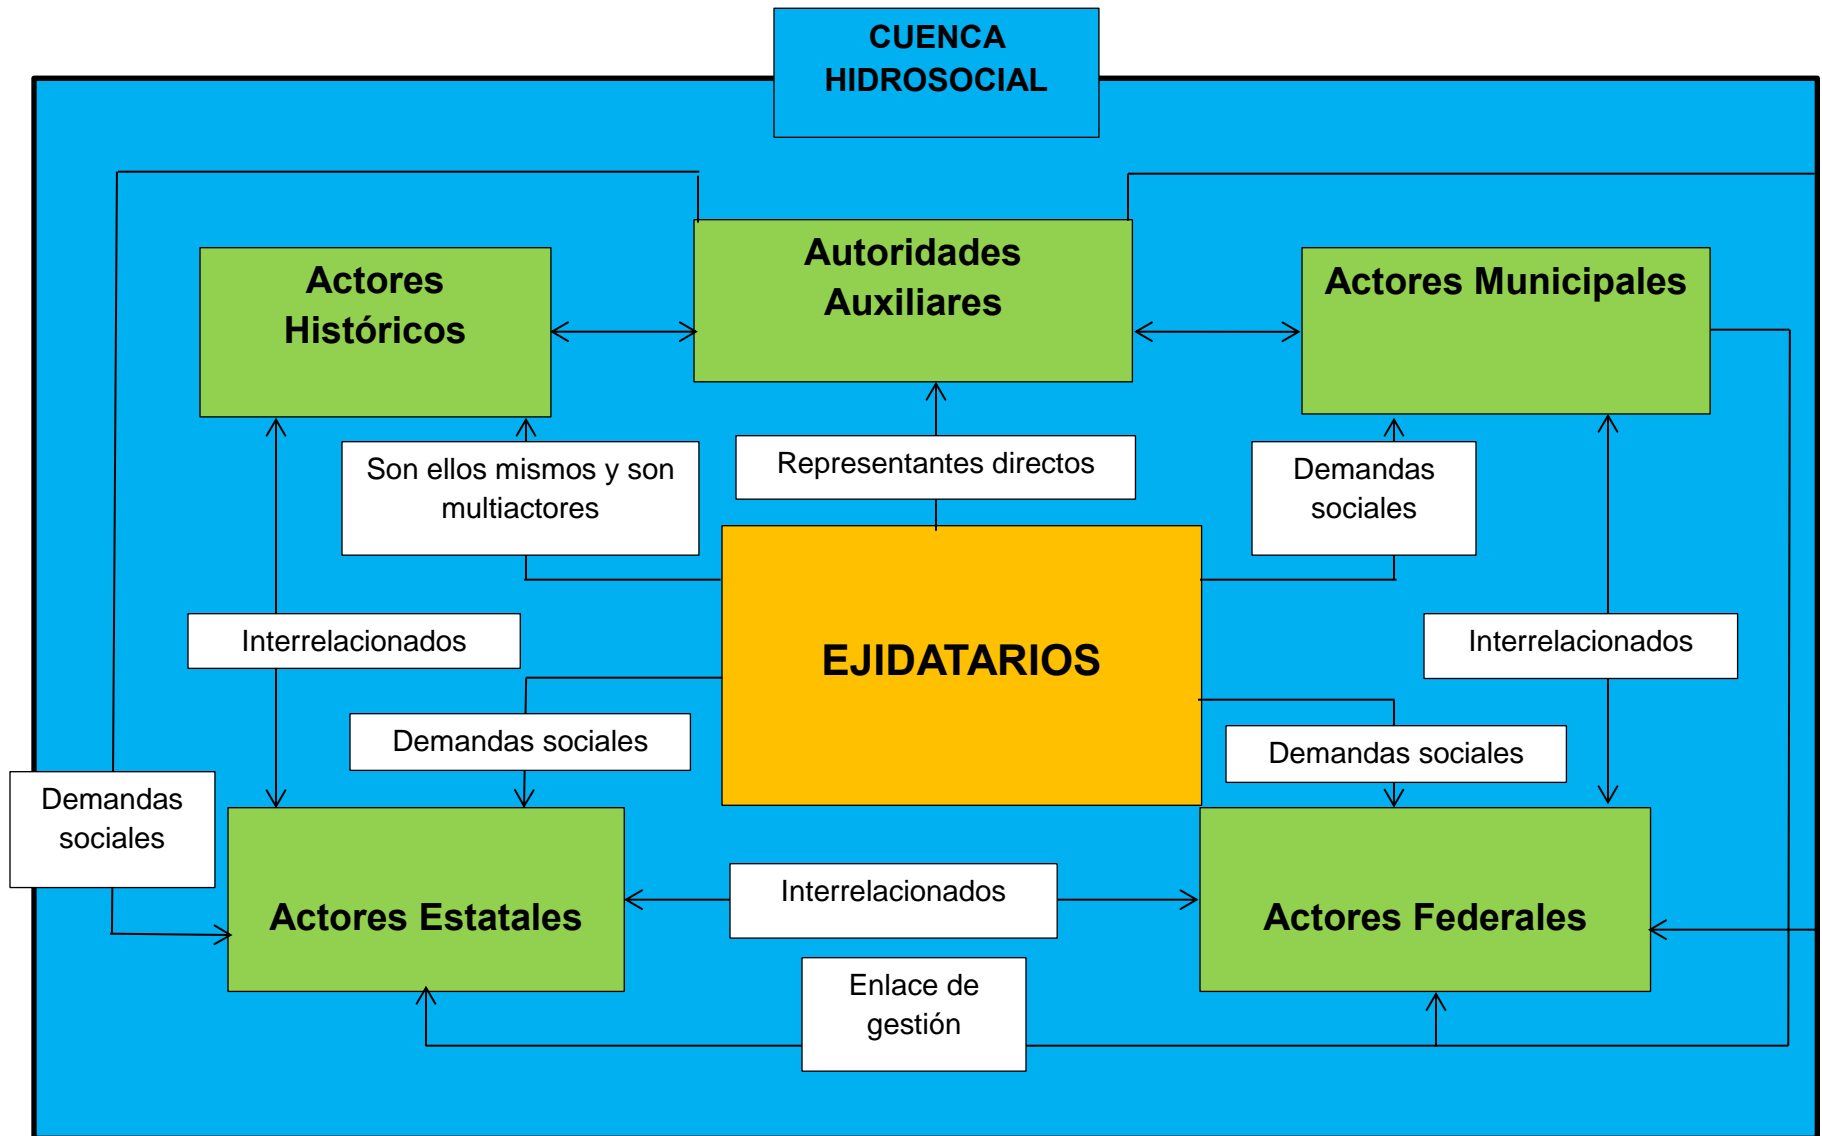 CUENCA
HIDROSOCIAL
Autoridades
Auxiliares
Actores
Históricos
Actores Municipales
Son ellos mismos y son
multiactores
Representantes directos
Demandas
sociales
EJIDATARIOS
Interrelacionados
Interrelacionados
Demandas sociales
Demandas sociales
Demandas
sociales
Actores Estatales
Interrelacionados
Actores Federales
Enlace de
gestión